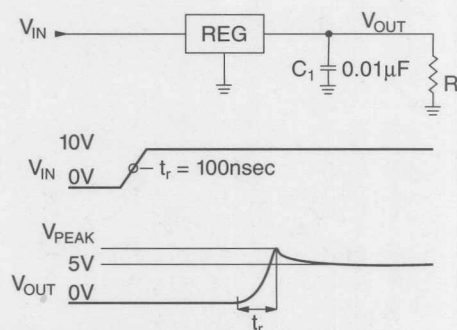 V_IN REG V_OUT
C_1 0.01μF R
10V
V_IN 0V t_r = 100nsec
V_PEAK
5V
V_OUT 0V
t_r